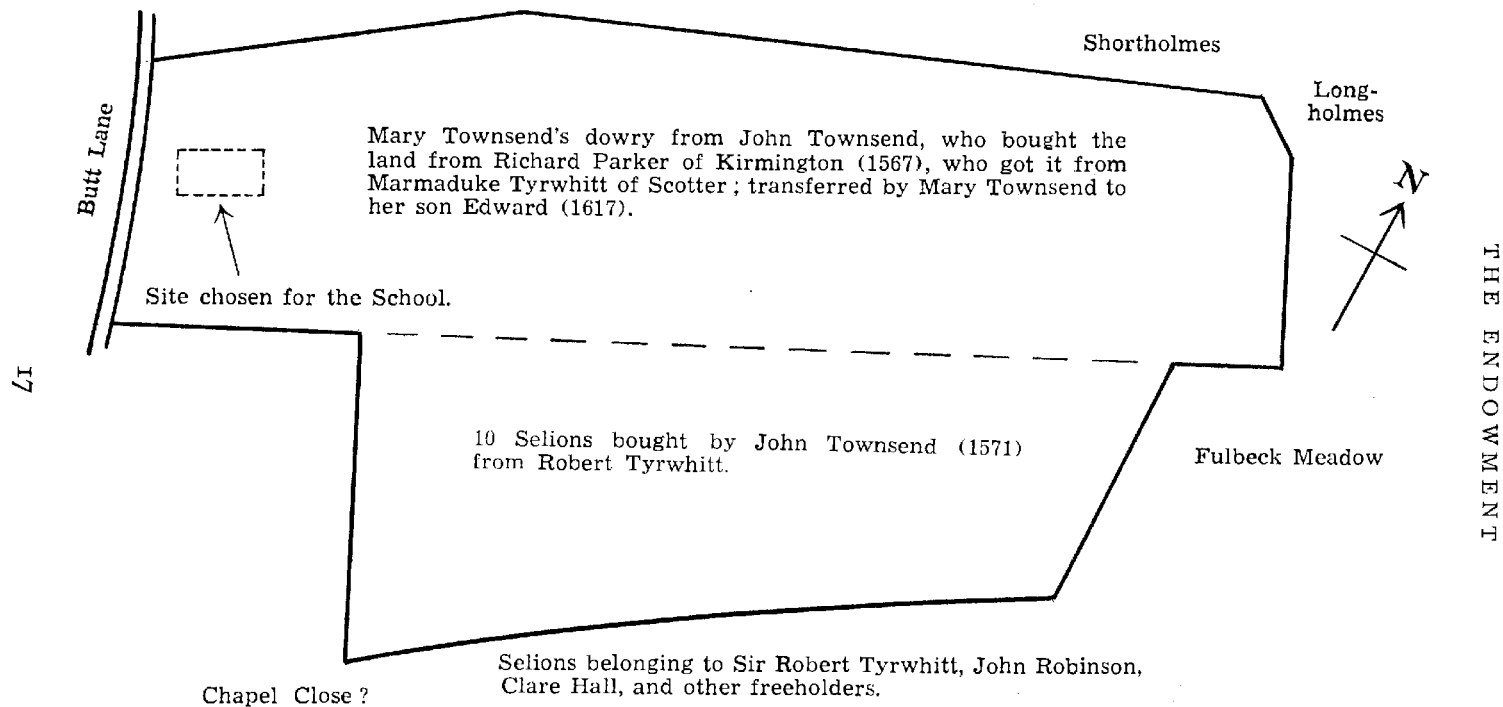 THE ENDOWMENT
Shortholmes
Long-
holmes
Butt Lane
Mary Townsend's dowry from John Townsend, who bought the
land from Richard Parker of Kirmington (1567), who got it from
Marmaduke Tyrwhitt of Scotter; transferred by Mary Townsend to
her son Edward (1617).
N
Site chosen for the School.
10 Selions bought by John Townsend (1571)
from Robert Tyrwhitt.
Fulbeck Meadow
Selions belonging to Sir Robert Tyrwhitt, John Robinson,
Clare Hall, and other freeholders.
Chapel Close?
17